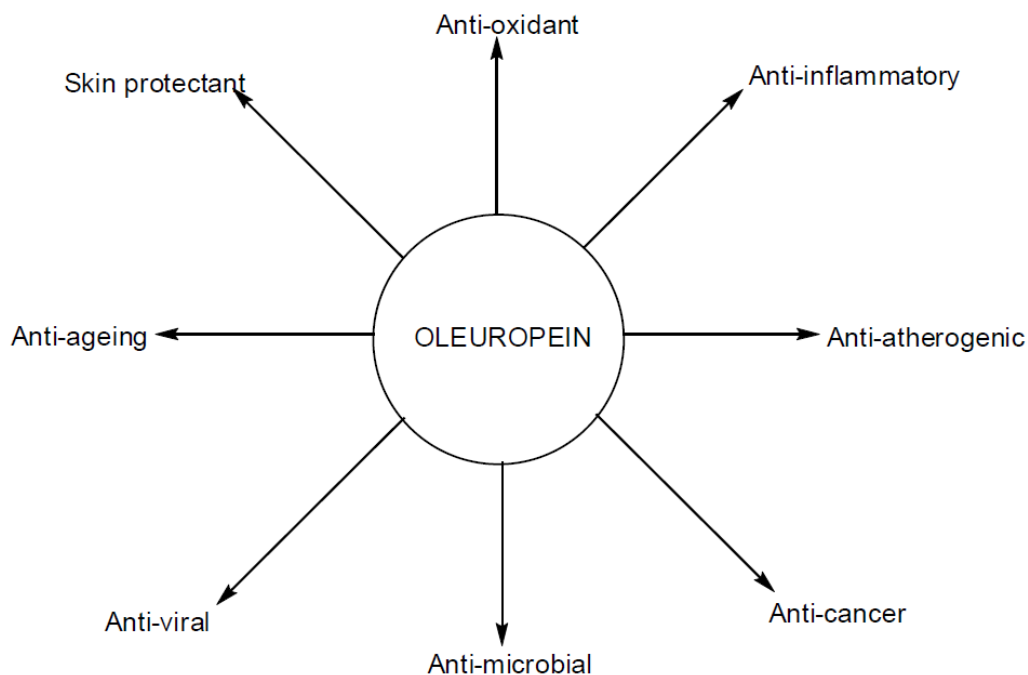 Anti-oxidant
Skin protectant
Anti-inflammatory
Anti-ageing
OLEUROPEIN
Anti-atherogenic
Anti-viral
Anti-cancer
Anti-microbial